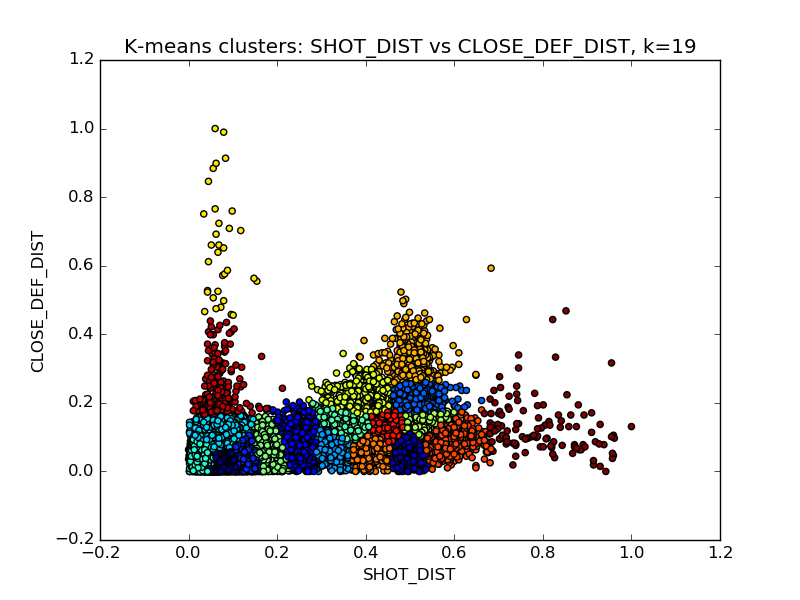 K-means clusters: SHOT_DIST vs CLOSE_DEF_DIST, k=19
1.2
1.0
0.8
0.6
0.4
0.2
0.0
−0.2
CLOSE_DEF_DIST
−0.2 0.0 0.2 0.4 0.6 0.8 1.0 1.2
SHOT_DIST